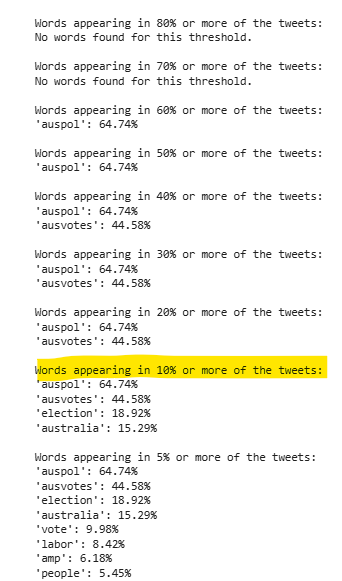 Words appearing in 80% or more of the tweets:
No words found for this threshold.
Words appearing in 70% or more of the tweets:
No words found for this threshold.
Words appearing in 60% or more of the tweets:
'auspol': 64.74%
Words appearing in 50% or more of the tweets:
'auspol': 64.74%
Words appearing in 40% or more of the tweets:
'auspol': 64.74%
'ausvotes': 44.58%
Words appearing in 30% or more of the tweets:
'auspol': 64.74%
'ausvotes': 44.58%
Words appearing in 20% or more of the tweets:
'auspol': 64.74%
'ausvotes': 44.58%
Words appearing in 10% or more of the tweets:
'auspol': 64.74%
'ausvotes': 44.58%
'election': 18.92%
'australia': 15.29%
Words appearing in 5% or more of the tweets:
'auspol': 64.74%
'ausvotes': 44.58%
'election': 18.92%
'australia': 15.29%
'vote': 9.98%
'labor': 8.42%
'amp': 6.18%
'people': 5.45%